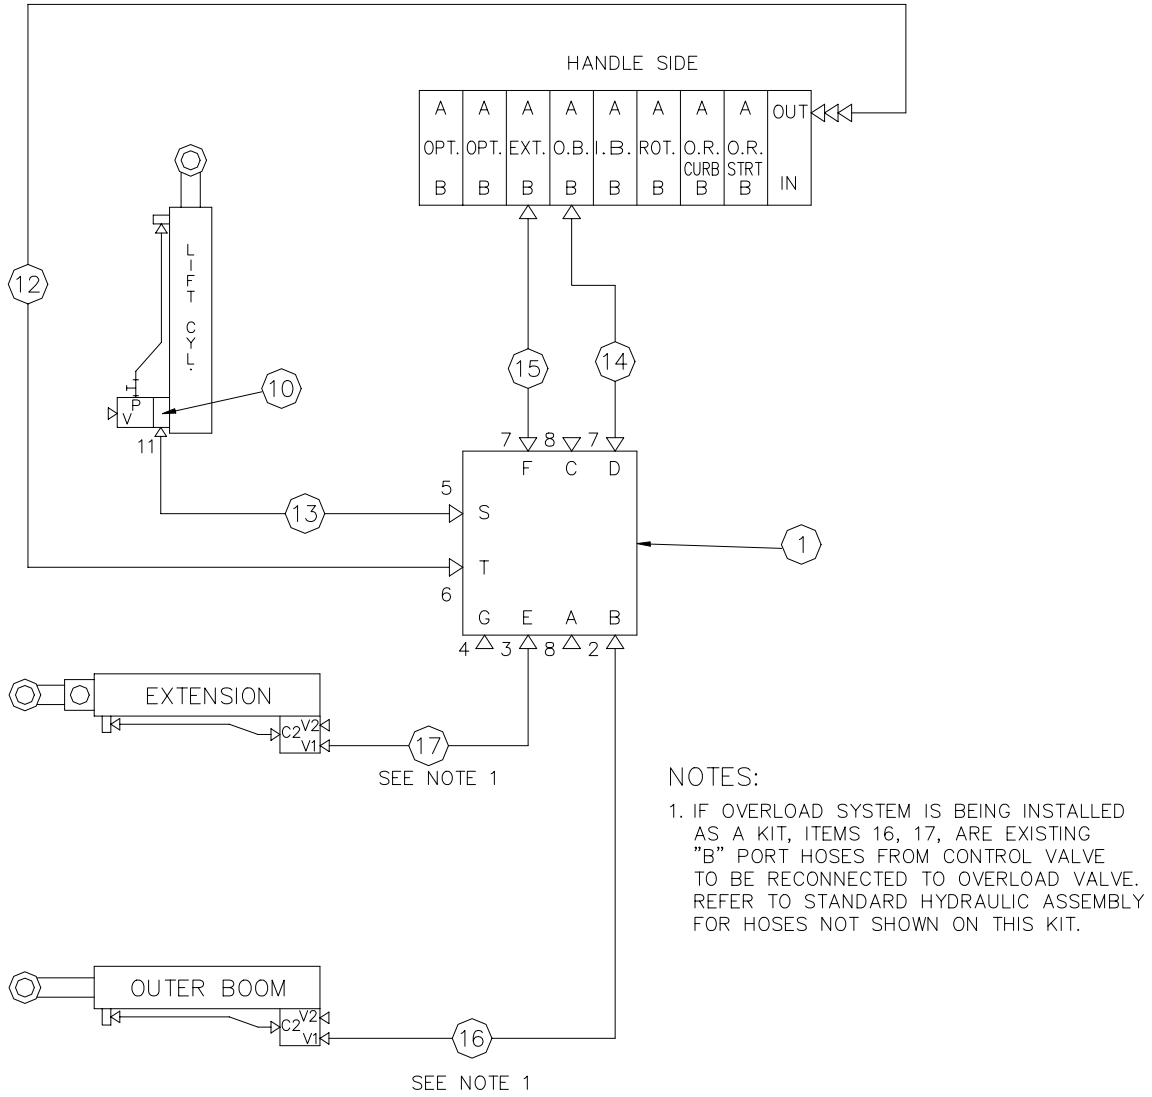 HANDLE SIDE
A A A A A A A A OUT
OPT. OPT. EXT. O.B. I.B. ROT. O.R. O.R.
CURB STRT
B B B B B B B B IN
LIFT CYL.
12
15
14
10
P
V
11
7 8 7
F C D
5
S
13
1
T
6
G E A B
4 3 8 2
EXTENSION
C2 V2
V1
17
SEE NOTE 1
NOTES:
1. IF OVERLOAD SYSTEM IS BEING INSTALLED
AS A KIT, ITEMS 16, 17, ARE EXISTING
"B" PORT HOSES FROM CONTROL VALVE
TO BE RECONNECTED TO OVERLOAD VALVE.
REFER TO STANDARD HYDRAULIC ASSEMBLY
FOR HOSES NOT SHOWN ON THIS KIT.
OUTER BOOM
C2 V2
V1
16
SEE NOTE 1